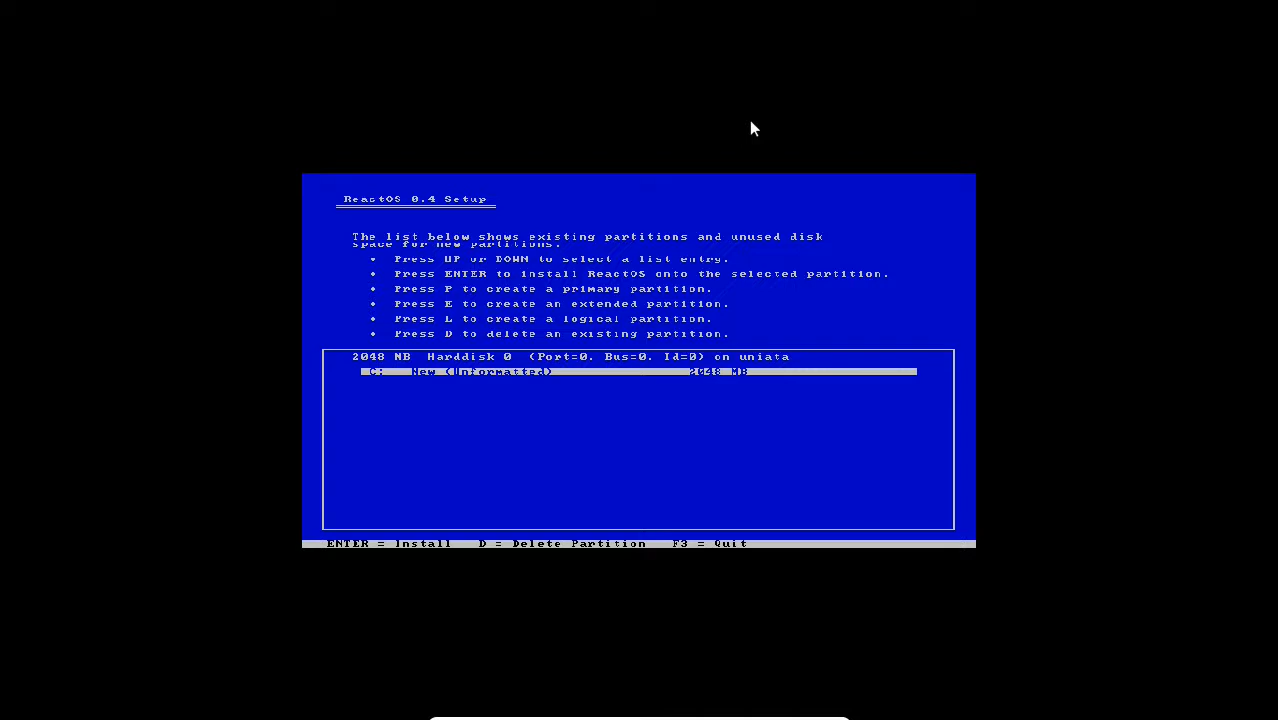 ReactOS 0.4 Setup
The list below shows existing partitions and unused disk
space for new partitions.
• Press UP or DOWN to select a list entry.
• Press ENTER to install ReactOS onto the selected partition.
• Press P to create a primary partition.
• Press E to create an extended partition.
• Press L to create a logical partition.
• Press D to delete an existing partition.
2048 MB Harddisk 0 (Port=0, Bus=0, Id=0) on uniata
C: New (Unformatted) 2048 MB
ENTER = Install D = Delete Partition F3 = Quit